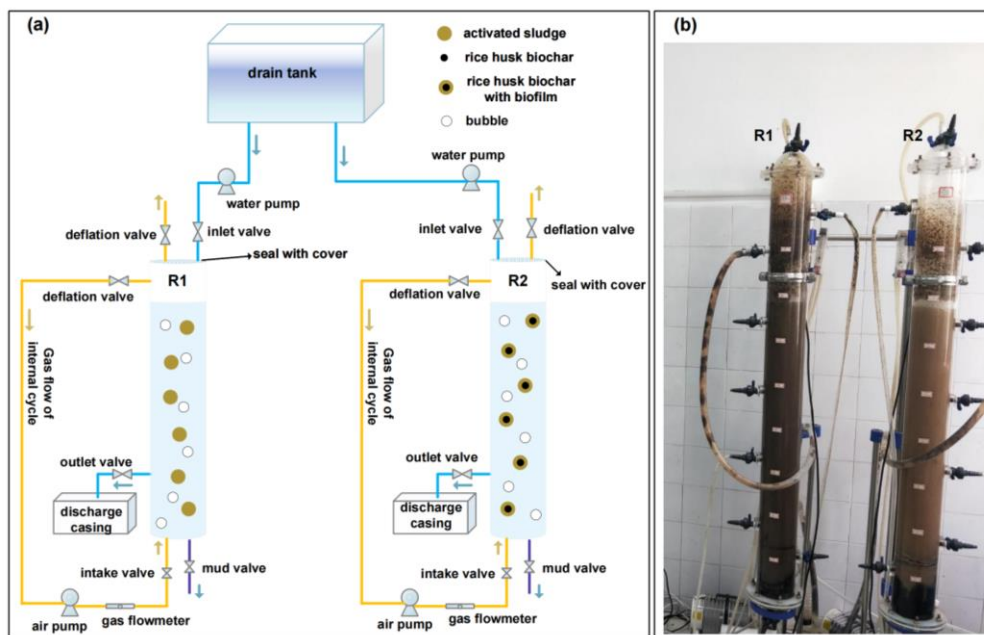 (a)
drain tank
activated sludge
rice husk biochar
rice husk biochar
with biofilm
bubble
water pump
water pump
deflation valve
inlet valve
seal with cover
R1
deflation valve
Gas flow of
internal cycle
outlet valve
discharge
casing
intake valve
mud valve
air pump
gas flowmeter
inlet valve
deflation valve
seal with cover
R2
deflation valve
Gas flow of
internal cycle
outlet valve
discharge
casing
intake valve
mud valve
air pump
gas flowmeter
(b)
R1
R2